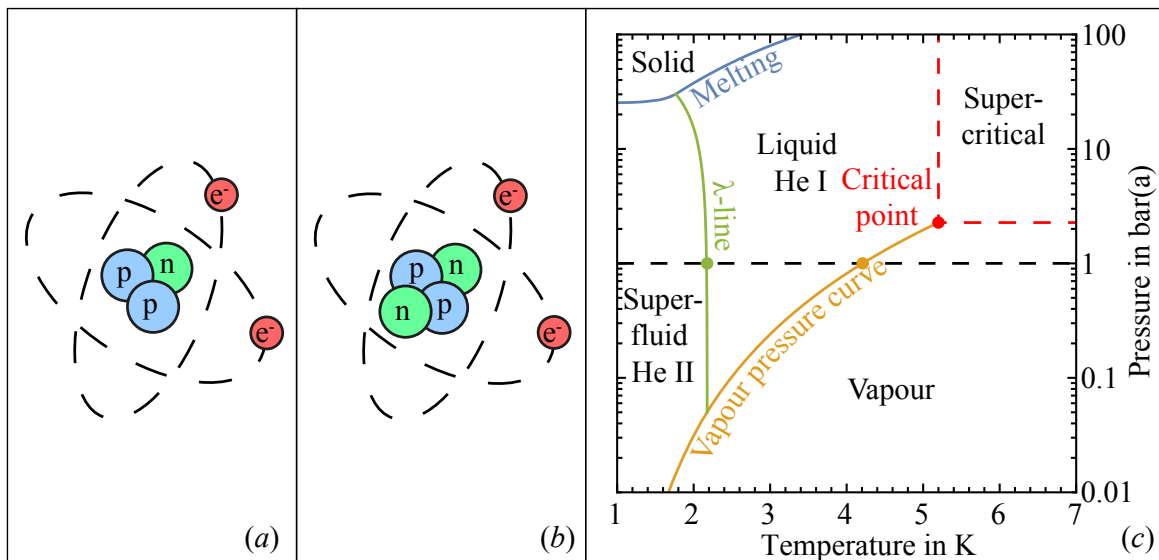 e-
n
p
p
e-
(a)
e-
p
n
n
p
e-
(b)
Solid
Melting
Super-
critical
Liquid
He I
λ-line
Critical
point
Super-
fluid
He II
Vapour pressure curve
Vapour
100
10
1
0.1
0.01
Pressure in bar(a)
1
2
3
4
5
6
7
Temperature in K
(c)